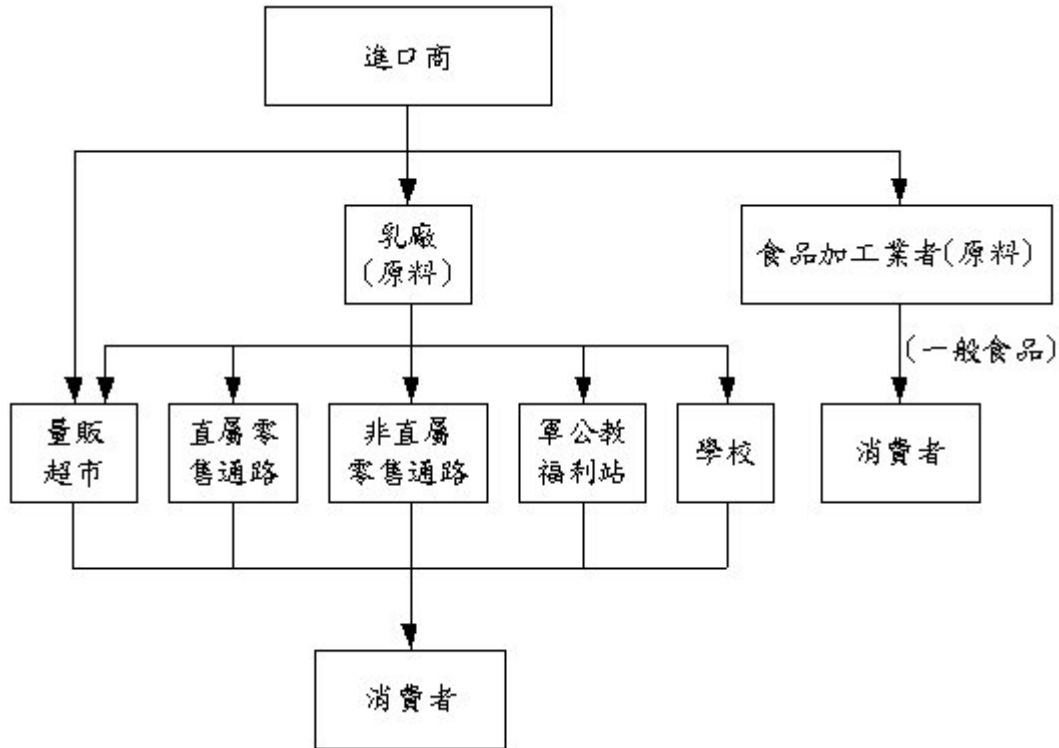 進口商
乳廠
(原料)
食品加工業者(原料)
(一般食品)
量販
超市
直屬零
售通路
非直屬
零售通路
軍公教
福利站
學校
消費者
消費者